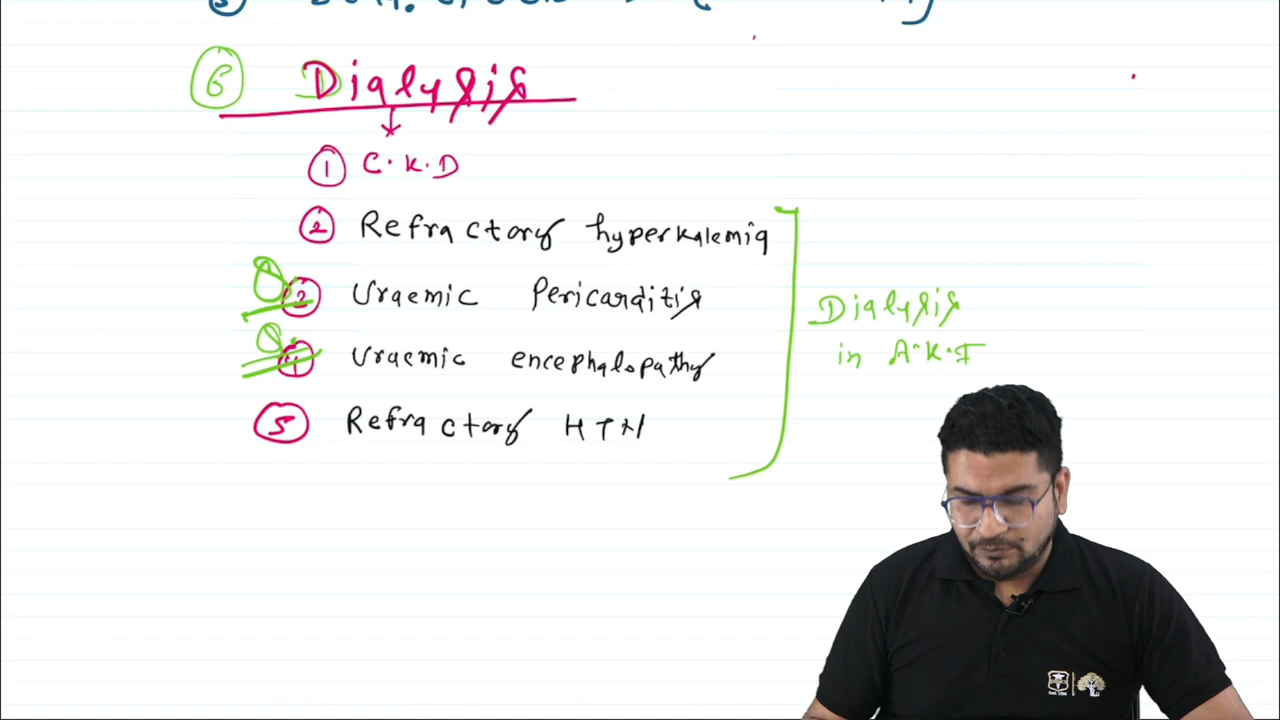 6 Dialysis
1 C.K.D
2 Refractory hyperkalemia
3 Uraemic Pericarditis
4 Uraemic encephalopathy
5 Refractory HTN
Dialysis
in A.K.I